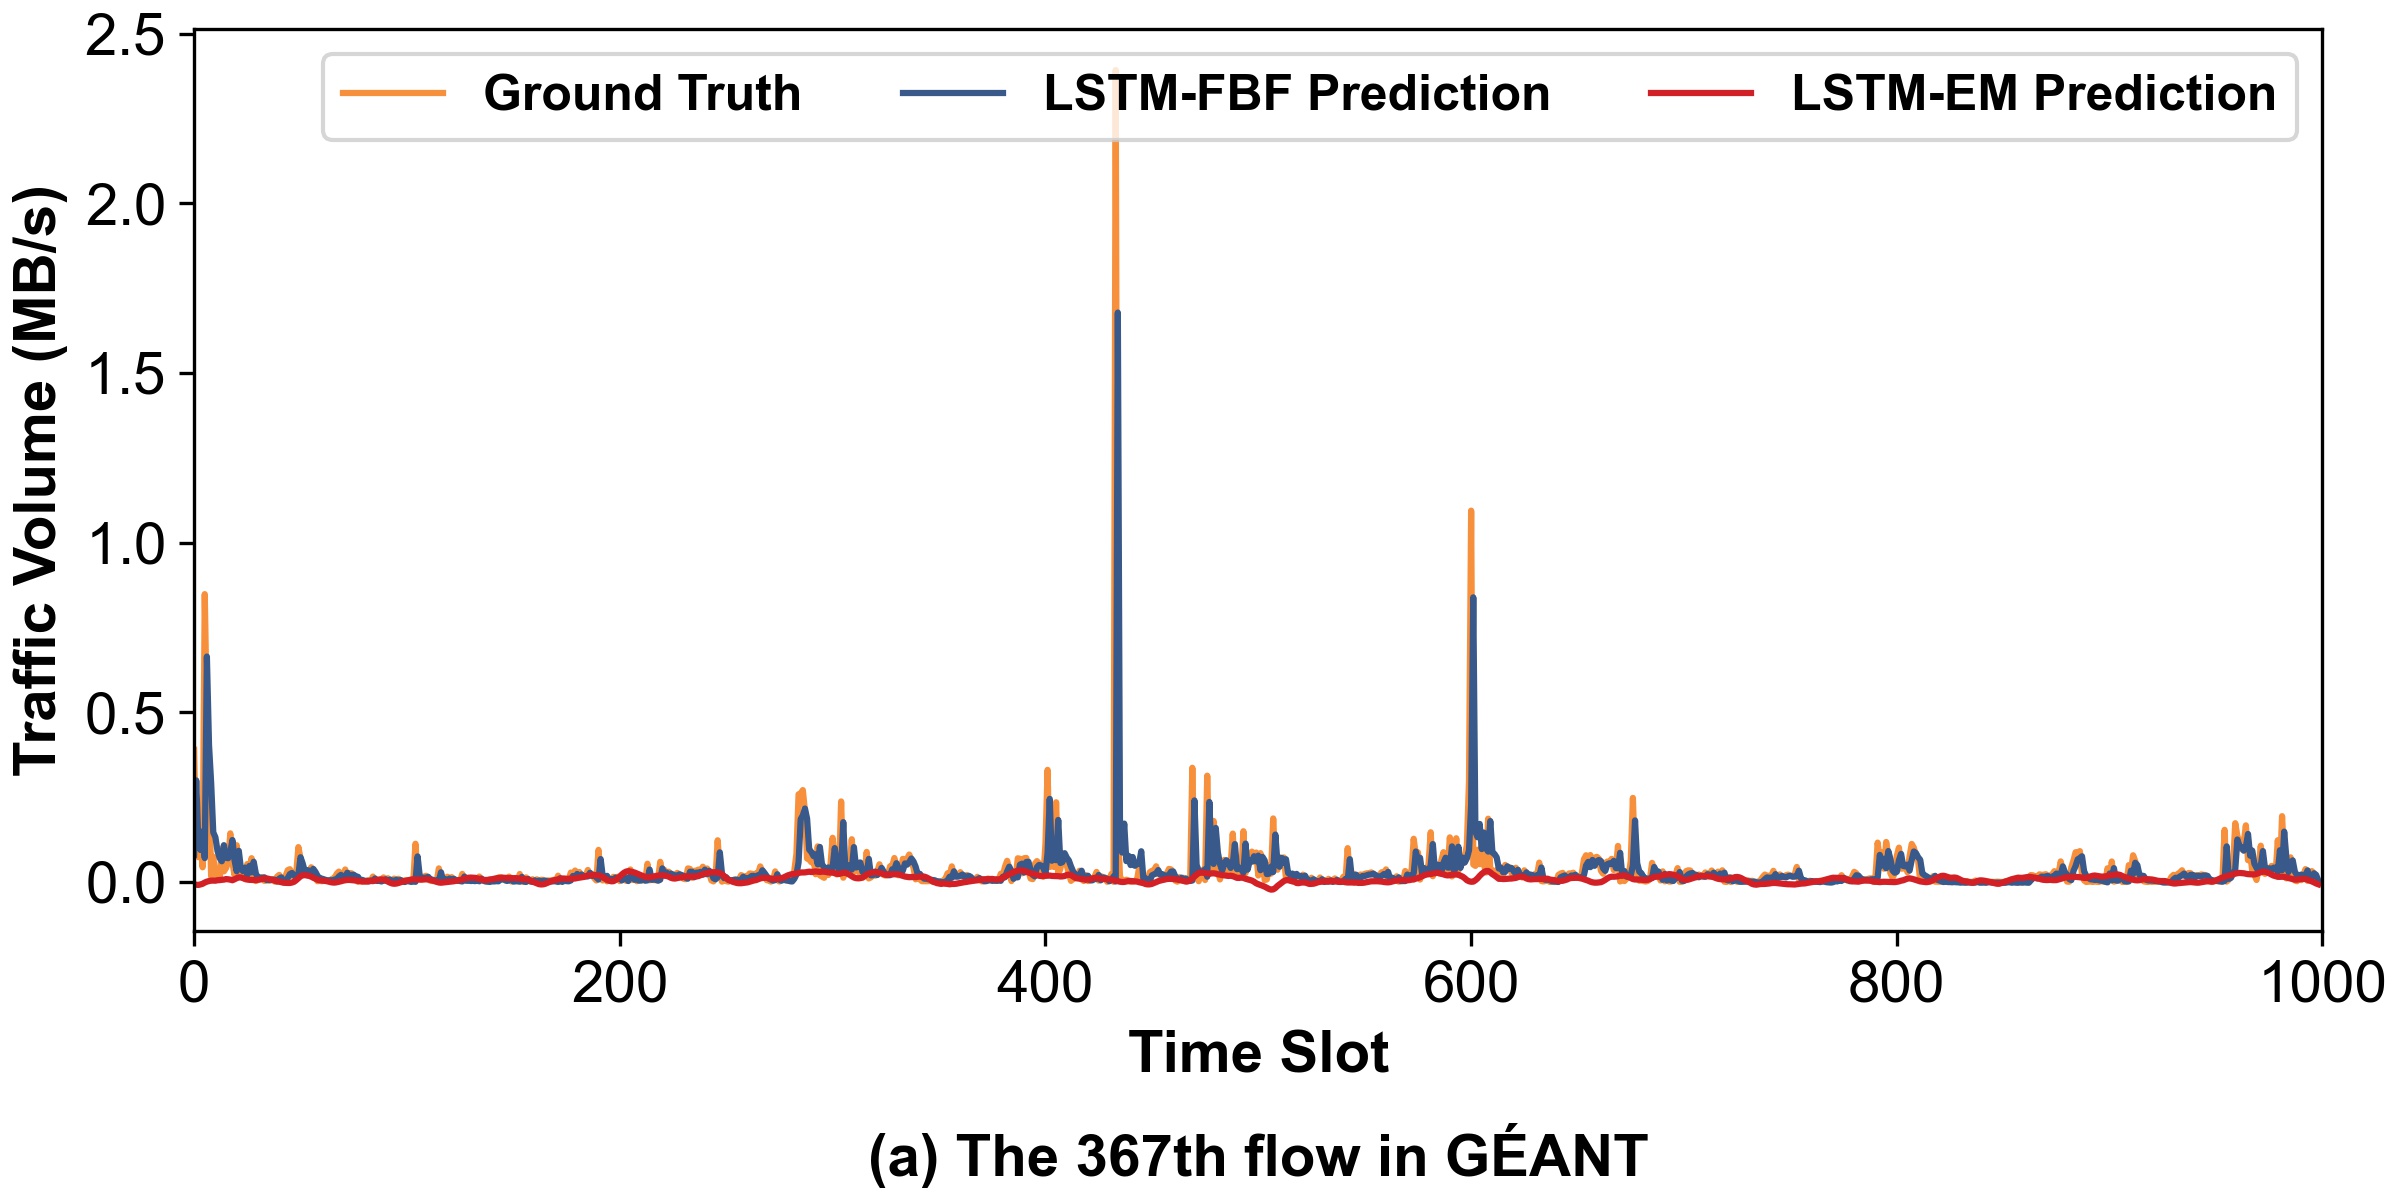 2.5
Ground Truth LSTM-FBF Prediction LSTM-EM Prediction
2.0
1.5
1.0
0.5
0.0
Traffic Volume (MB/s)
0 200 400 600 800 1000
Time Slot
(a) The 367th flow in GÉANT